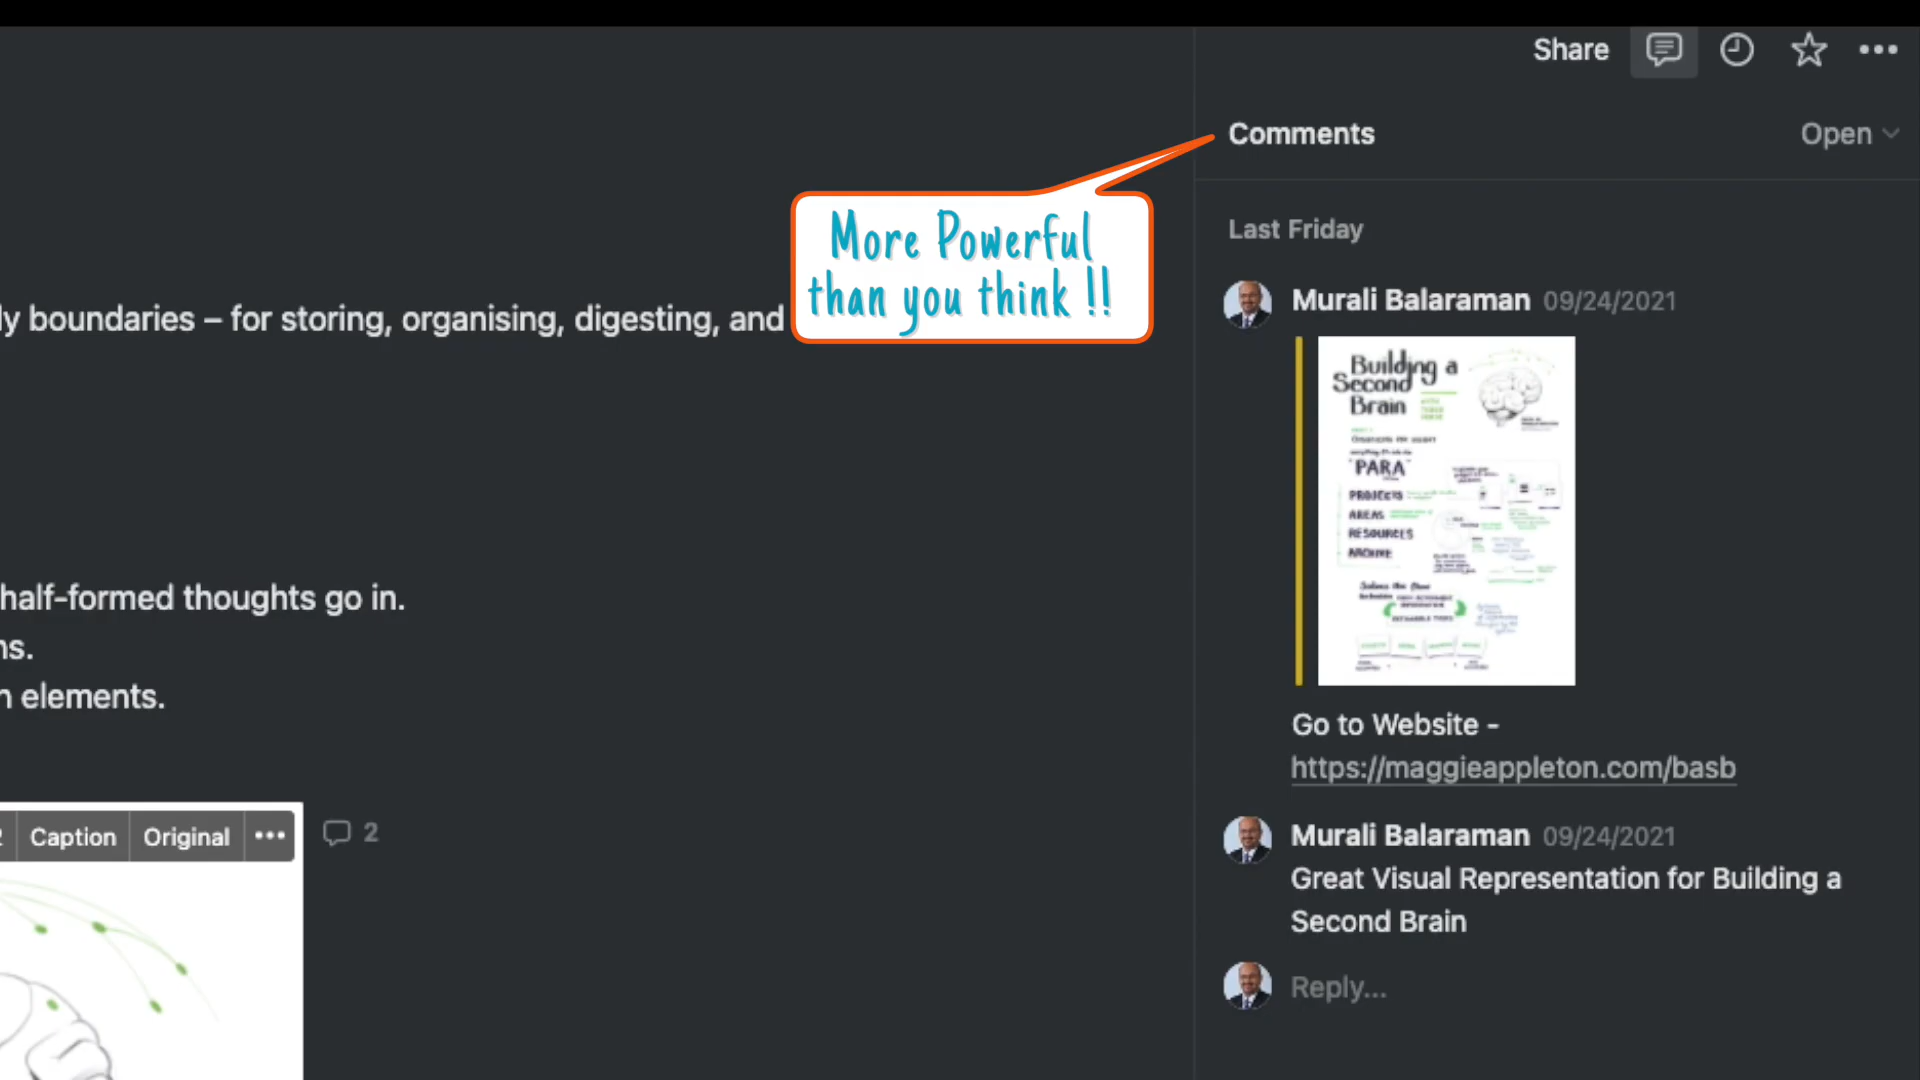 Share
Comments
Open
More Powerful
than you think !!
Last Friday
Murali Balaraman 09/24/2021
ly boundaries – for storing, organising, digesting, and
Building a
Second
Brain
"PARA"
PROJECTS
AREAS
RESOURCES
ARCHIVE
half-formed thoughts go in.
ns.
n elements.
Go to Website -
https://maggieappleton.com/basb
Caption Original
2
Murali Balaraman 09/24/2021
Great Visual Representation for Building a
Second Brain
Reply...